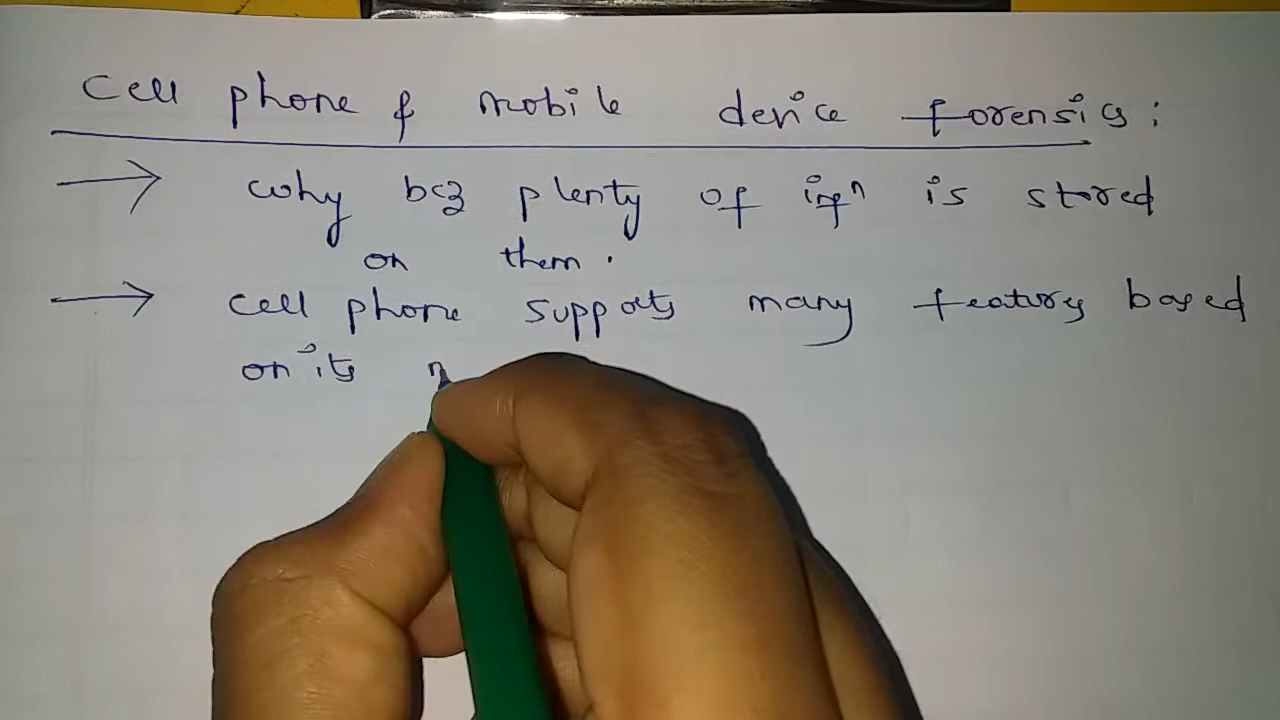 Cell phone & mobile device forensics:
→ why bcz plenty of infⁿ is stored
on them.
→ cell phone supports many features based
on its